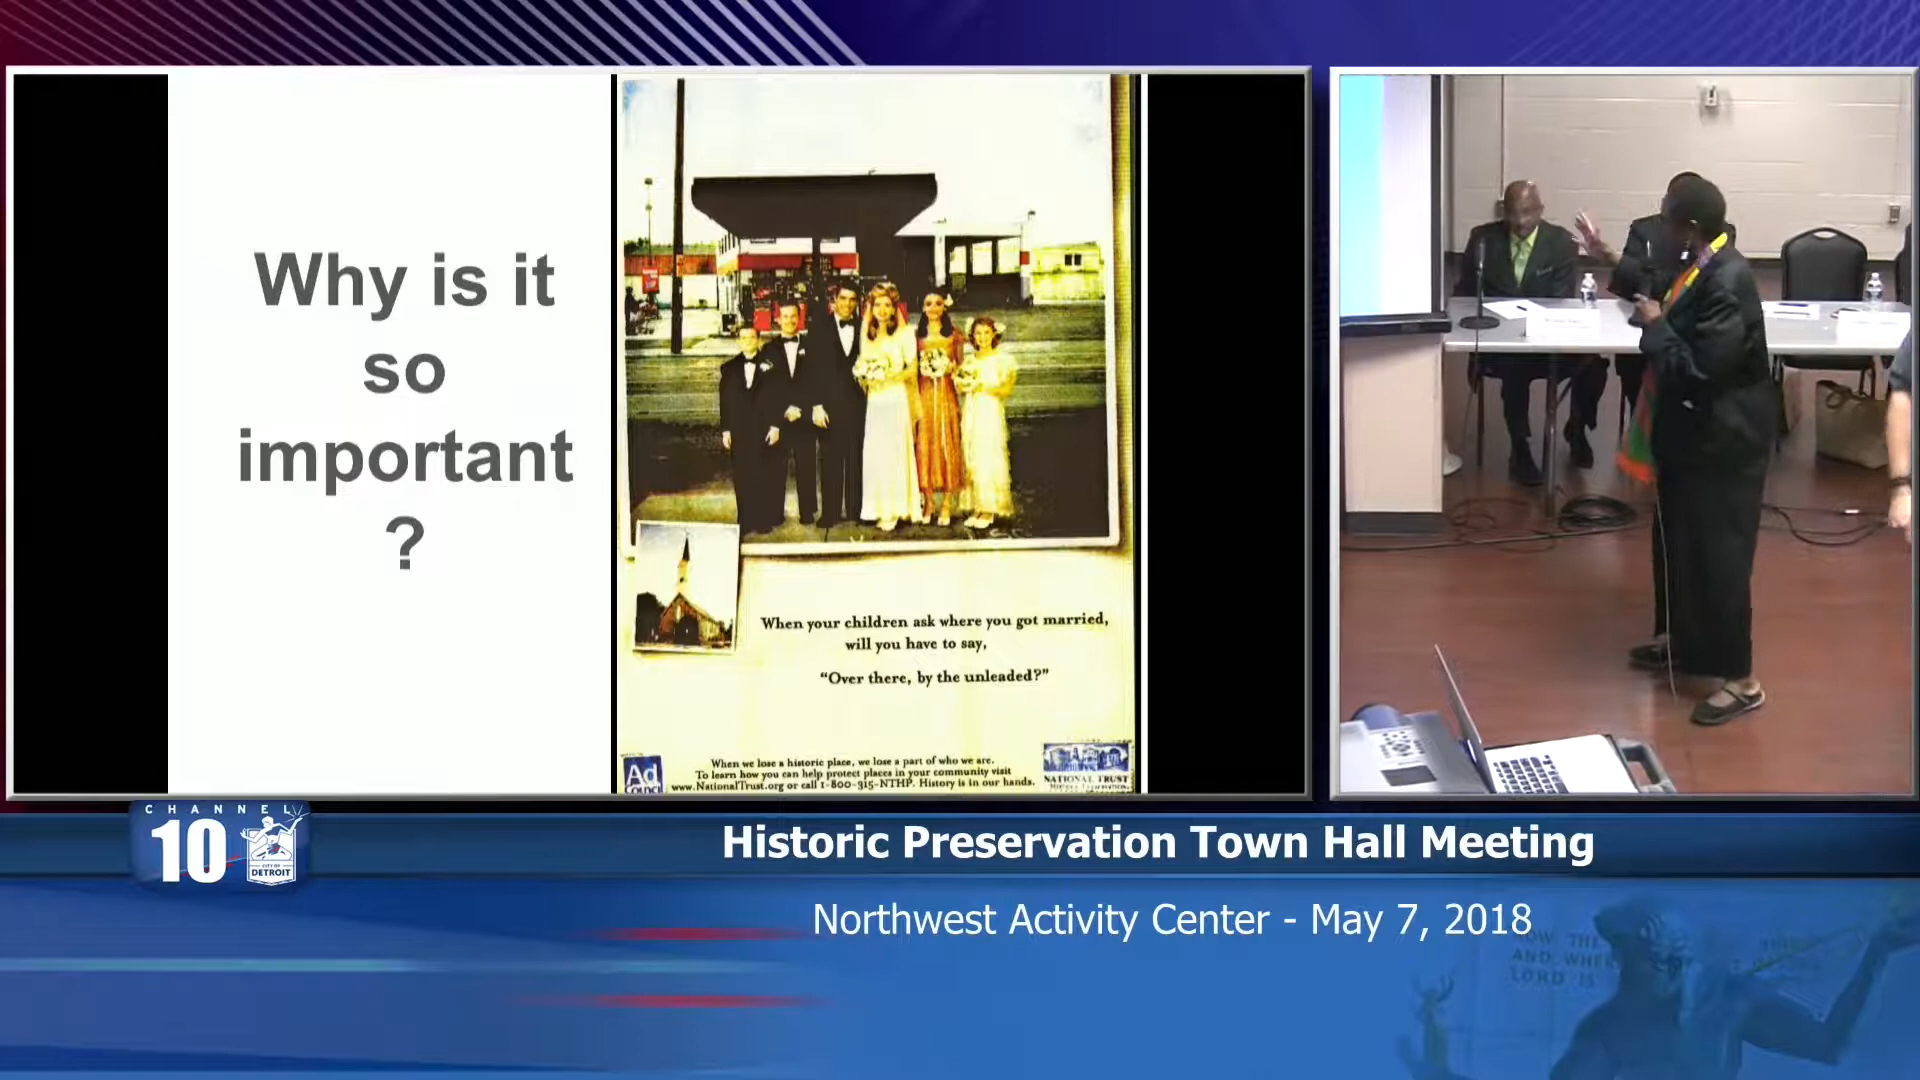 Why is it
so
important
?
When your children ask where you got married,
will you have to say,
“Over there, by the unleaded?”
Ad
When we lose a historic place, we lose a part of who we are.
To learn how you can help protect places in your community visit
www.NationalTrust.org or call 1-800-315-NTHP. History is in our hands.
NATIONAL TRUST
CHANNEL
10
CITY OF
DETROIT
Historic Preservation Town Hall Meeting
Northwest Activity Center - May 7, 2018
LORD IS